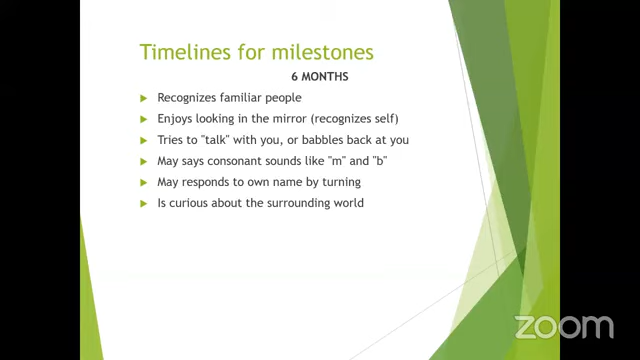 Timelines for milestones
6 MONTHS
Recognizes familiar people
Enjoys looking in the mirror (recognizes self)
Tries to "talk" with you, or babbles back at you
May says consonant sounds like "m" and "b"
May responds to own name by turning
Is curious about the surrounding world
zoom